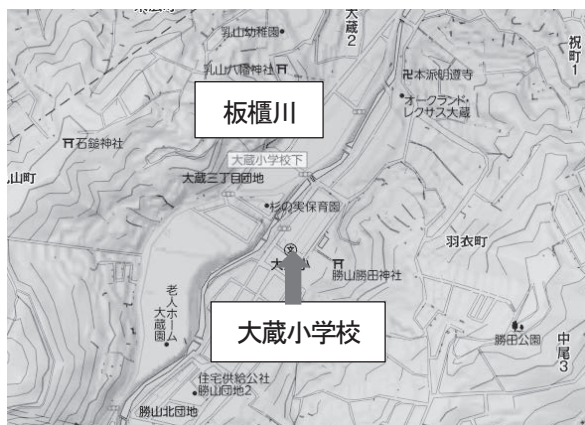 大蔵2
祝町1
乳山幼稚園
乳山八幡神社
本派明遵寺
オークランド・
レクサス大蔵
板櫃川
石鎚神社
山町
大蔵小学校下
大蔵三丁目団地
杉の実保育園
羽衣町
文
勝山勝田神社
老人ホーム
大蔵園
大蔵小学校
勝田公園
中尾3
住宅供給公社
勝山団地2
勝山北団地